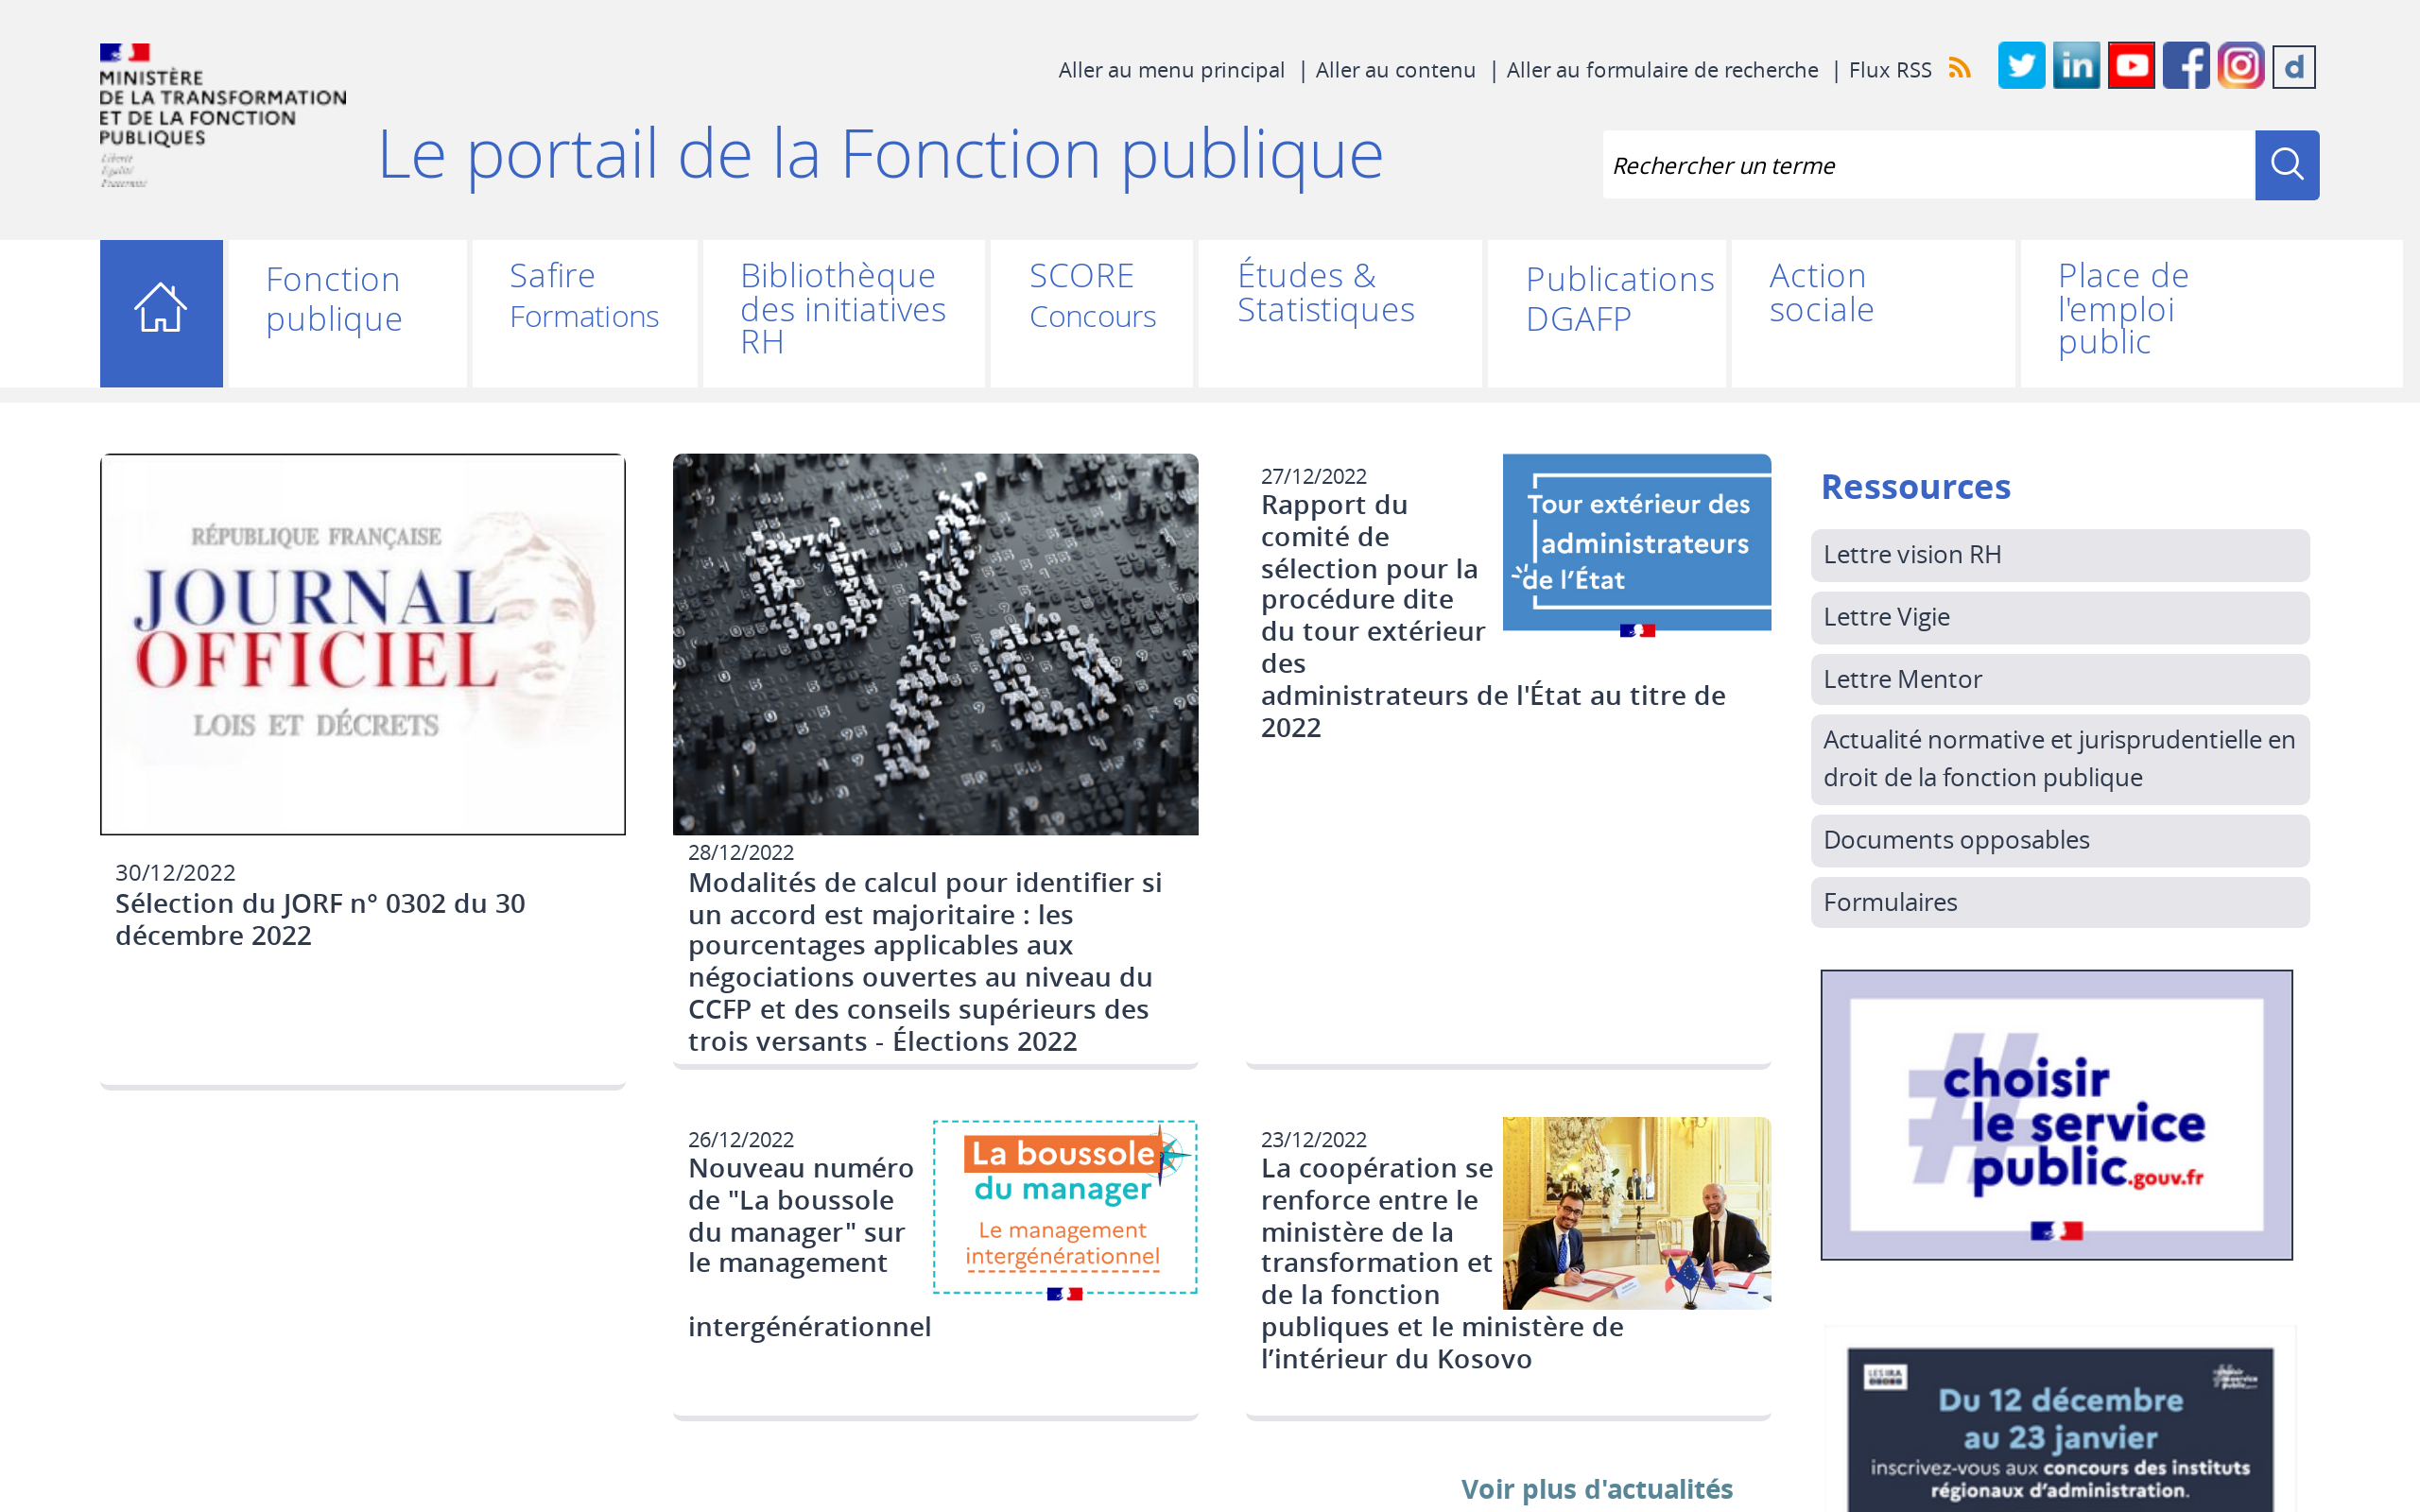 MINISTÈRE
DE LA TRANSFORMATION
ET DE LA FONCTION
PUBLIQUES
Liberté
Égalité
Fraternité
Aller au menu principal | Aller au contenu | Aller au formulaire de recherche | Flux RSS
Le portail de la Fonction publique
Rechercher un terme
Fonction
publique
Safire
Formations
Bibliothèque
des initiatives
RH
SCORE
Concours
Études &
Statistiques
Publications
DGAFP
Action
sociale
Place de
l'emploi
public
RÉPUBLIQUE FRANÇAISE
JOURNAL
OFFICIEL
LOIS ET DÉCRETS
30/12/2022
Sélection du JORF n° 0302 du 30
décembre 2022
28/12/2022
Modalités de calcul pour identifier si
un accord est majoritaire : les
pourcentages applicables aux
négociations ouvertes au niveau du
CCFP et des conseils supérieurs des
trois versants - Élections 2022
27/12/2022
Rapport du
comité de
sélection pour la
procédure dite
du tour extérieur
des
administrateurs de l'État au titre de
2022
Tour extérieur des
administrateurs
de l'État
26/12/2022
Nouveau numéro
de "La boussole
du manager" sur
le management
intergénérationnel
La boussole
du manager
Le management
intergénérationnel
23/12/2022
La coopération se
renforce entre le
ministère de la
transformation et
de la fonction
publiques et le ministère de
l’intérieur du Kosovo
Voir plus d'actualités
Ressources
Lettre vision RH
Lettre Vigie
Lettre Mentor
Actualité normative et jurisprudentielle en
droit de la fonction publique
Documents opposables
Formulaires
#choisir
le service
public.gouv.fr
LES IRA
Du 12 décembre
au 23 janvier
inscrivez-vous aux concours des instituts
régionaux d’administration.